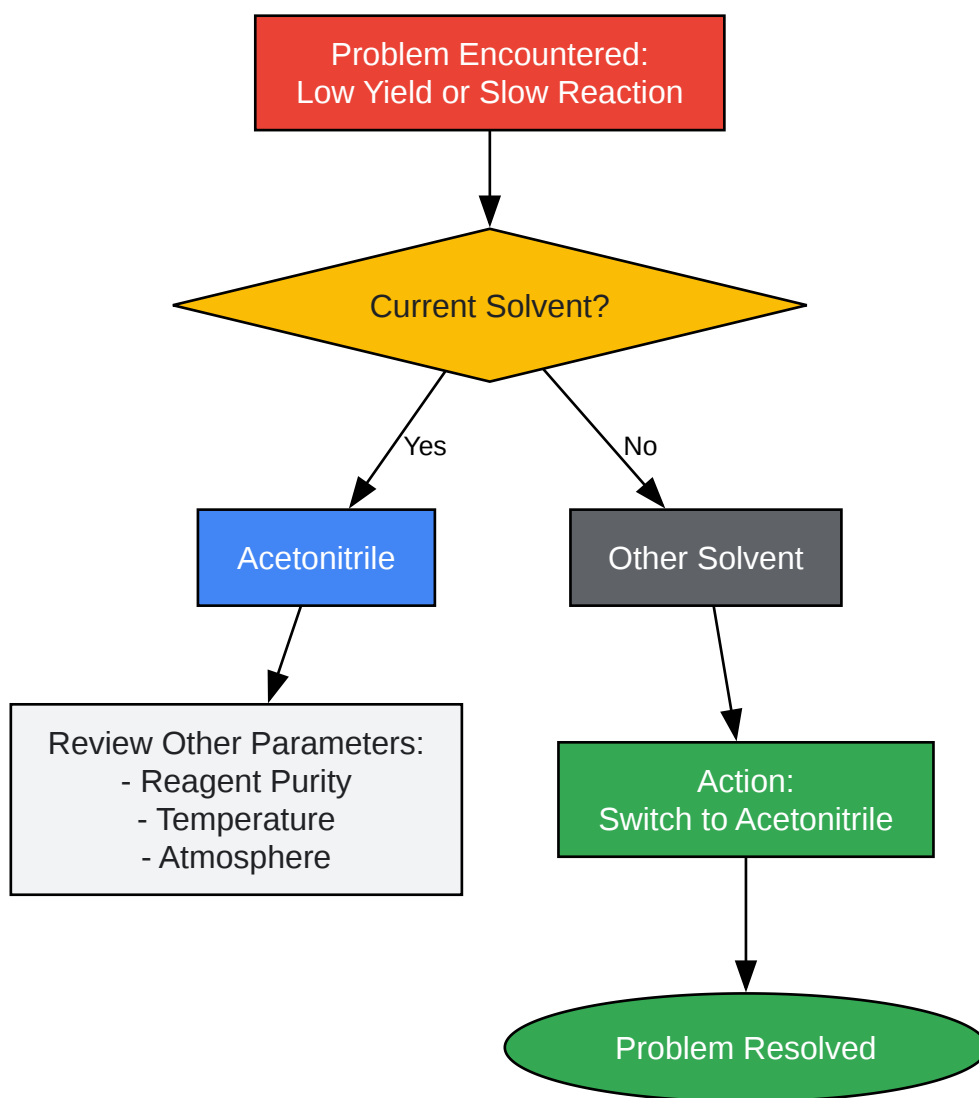 Problem Encountered:
Low Yield or Slow Reaction
Current Solvent?
Yes
No
Acetonitrile
Other Solvent
Review Other Parameters:
- Reagent Purity
- Temperature
- Atmosphere
Action:
Switch to Acetonitrile
Problem Resolved